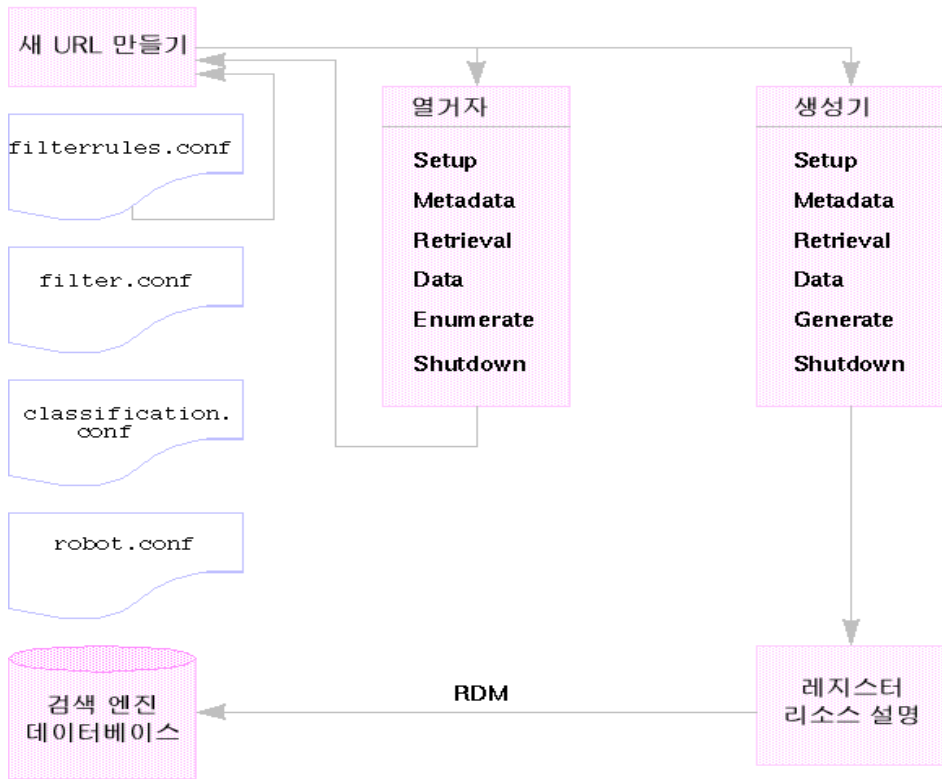 새 URL 만들기
filterrules.conf
filter.conf
classification.
conf
robot.conf
검색 엔진
데이터베이스
열거자
Setup
Metadata
Retrieval
Data
Enumerate
Shutdown
생성기
Setup
Metadata
Retrieval
Data
Generate
Shutdown
RDM
레지스터
리소스 설명